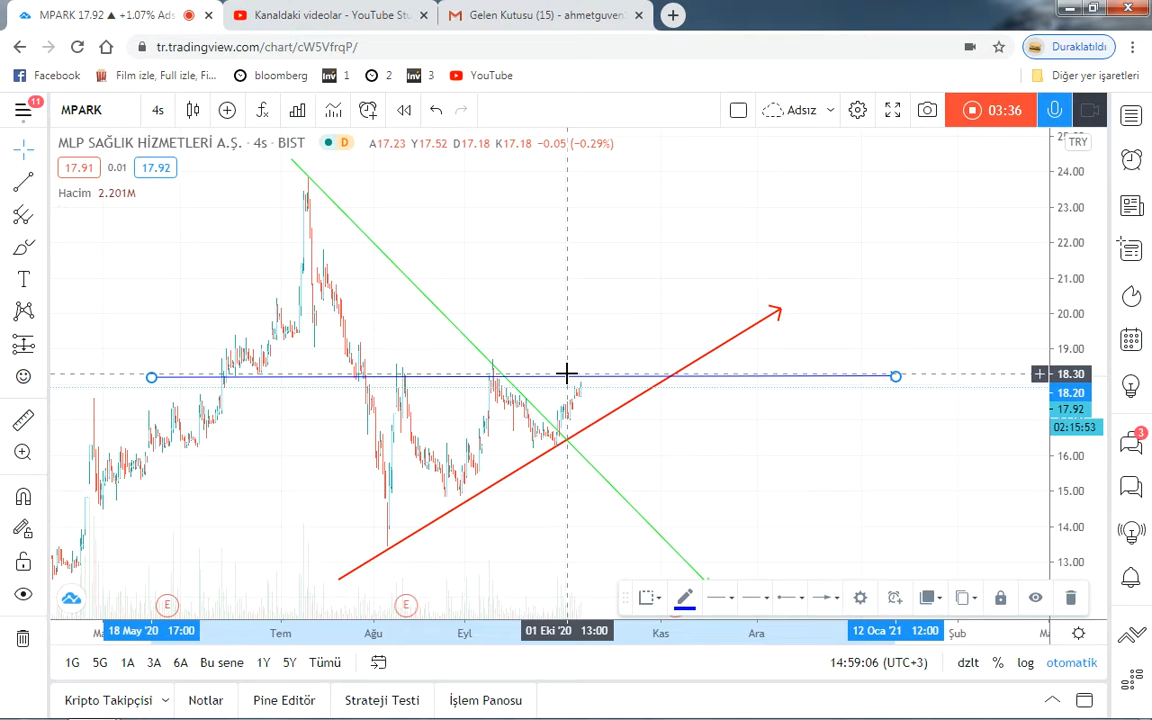 MPARK 17.92 ▲ +1.07% Ads
Kanaldaki videolar - YouTube Stu
Gelen Kutusu (15) - ahmetguven
tr.tradingview.com/chart/cW5VfrqP/
Duraklatıldı
Facebook
Film izle, Full izle, Fi...
bloomberg
Inv 1
2
Inv 3
YouTube
Diğer yer işaretleri
11
MPARK
4s
Adsız
03:36
MLP SAĞLIK HİZMETLERİ A.Ş. · 4s · BIST
D
A17.23 Y17.52 D17.18 K17.18 -0.05 (-0.29%)
TRY
17.91
0.01
17.92
Hacim 2.201M
24.00
23.00
22.00
21.00
20.00
19.00
18.30
18.20
17.92
02:15:53
16.00
15.00
14.00
13.00
3
E
E
18 May '20 17:00
Tem
Ağu
Eyl
01 Eki '20 13:00
Kas
Ara
12 Oca '21 12:00
Şub
1G
5G
1A
3A
6A
Bu sene
1Y
5Y
Tümü
14:59:06 (UTC+3)
dzlt
%
log
otomatik
Kripto Takipçisi
Notlar
Pine Editör
Strateji Testi
İşlem Panosu